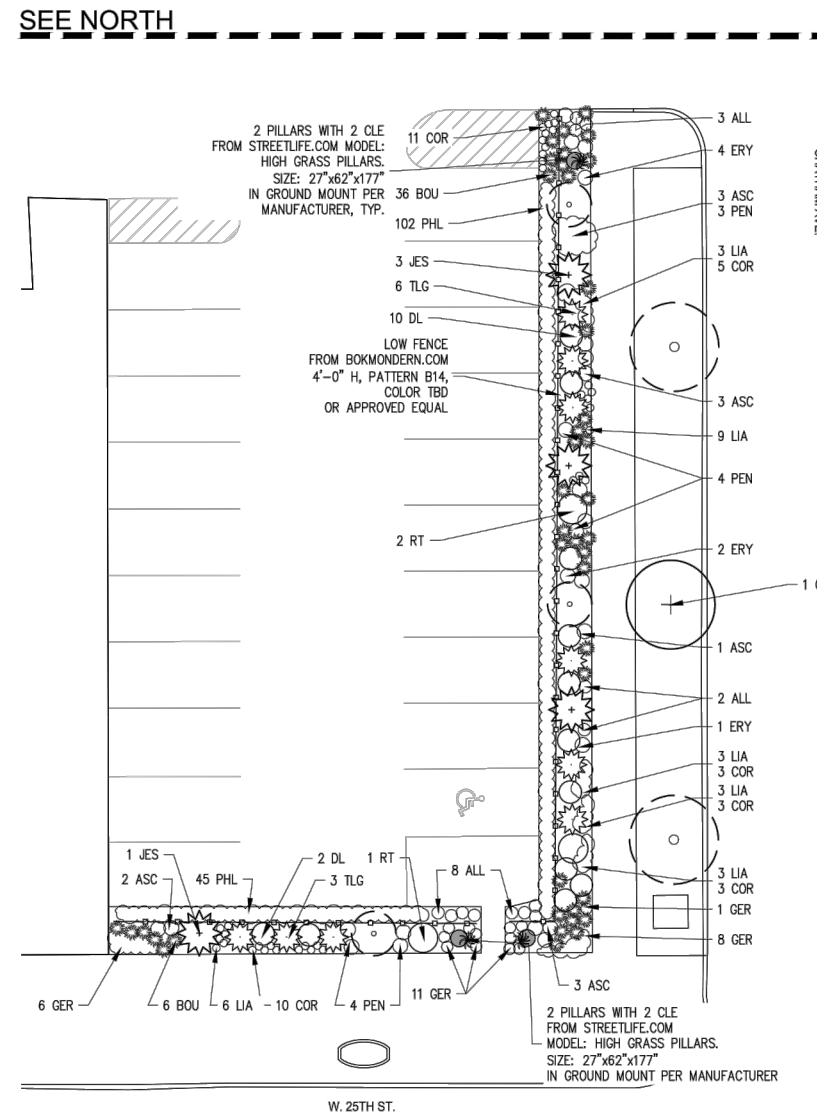 SEE NORTH
2 PILLARS WITH 2 CLE
FROM STREETLIFE.COM MODEL:
HIGH GRASS PILLARS.
SIZE: 27"x62"x177"
IN GROUND MOUNT PER
MANUFACTURER, TYP.
11 COR
36 BOU
102 PHL
3 JES
6 TLG
10 DL
LOW FENCE
FROM BOKMONDERN.COM
4'-0" H, PATTERN B14,
COLOR TBD
OR APPROVED EQUAL
2 RT
3 ALL
4 ERY
3 ASC
3 PEN
3 LIA
5 COR
3 ASC
9 LIA
4 PEN
2 ERY
1 ASC
2 ALL
1 ERY
3 LIA
3 COR
3 LIA
3 COR
3 LIA
3 COR
1 GER
8 GER
1 JES
2 ASC
45 PHL
2 DL
3 TLG
1 RT
8 ALL
6 GER
6 BOU
6 LIA
10 COR
4 PEN
11 GER
3 ASC
2 PILLARS WITH 2 CLE
FROM STREETLIFE.COM
MODEL: HIGH GRASS PILLARS.
SIZE: 27"x62"x177"
IN GROUND MOUNT PER MANUFACTURER
W. 25TH ST.